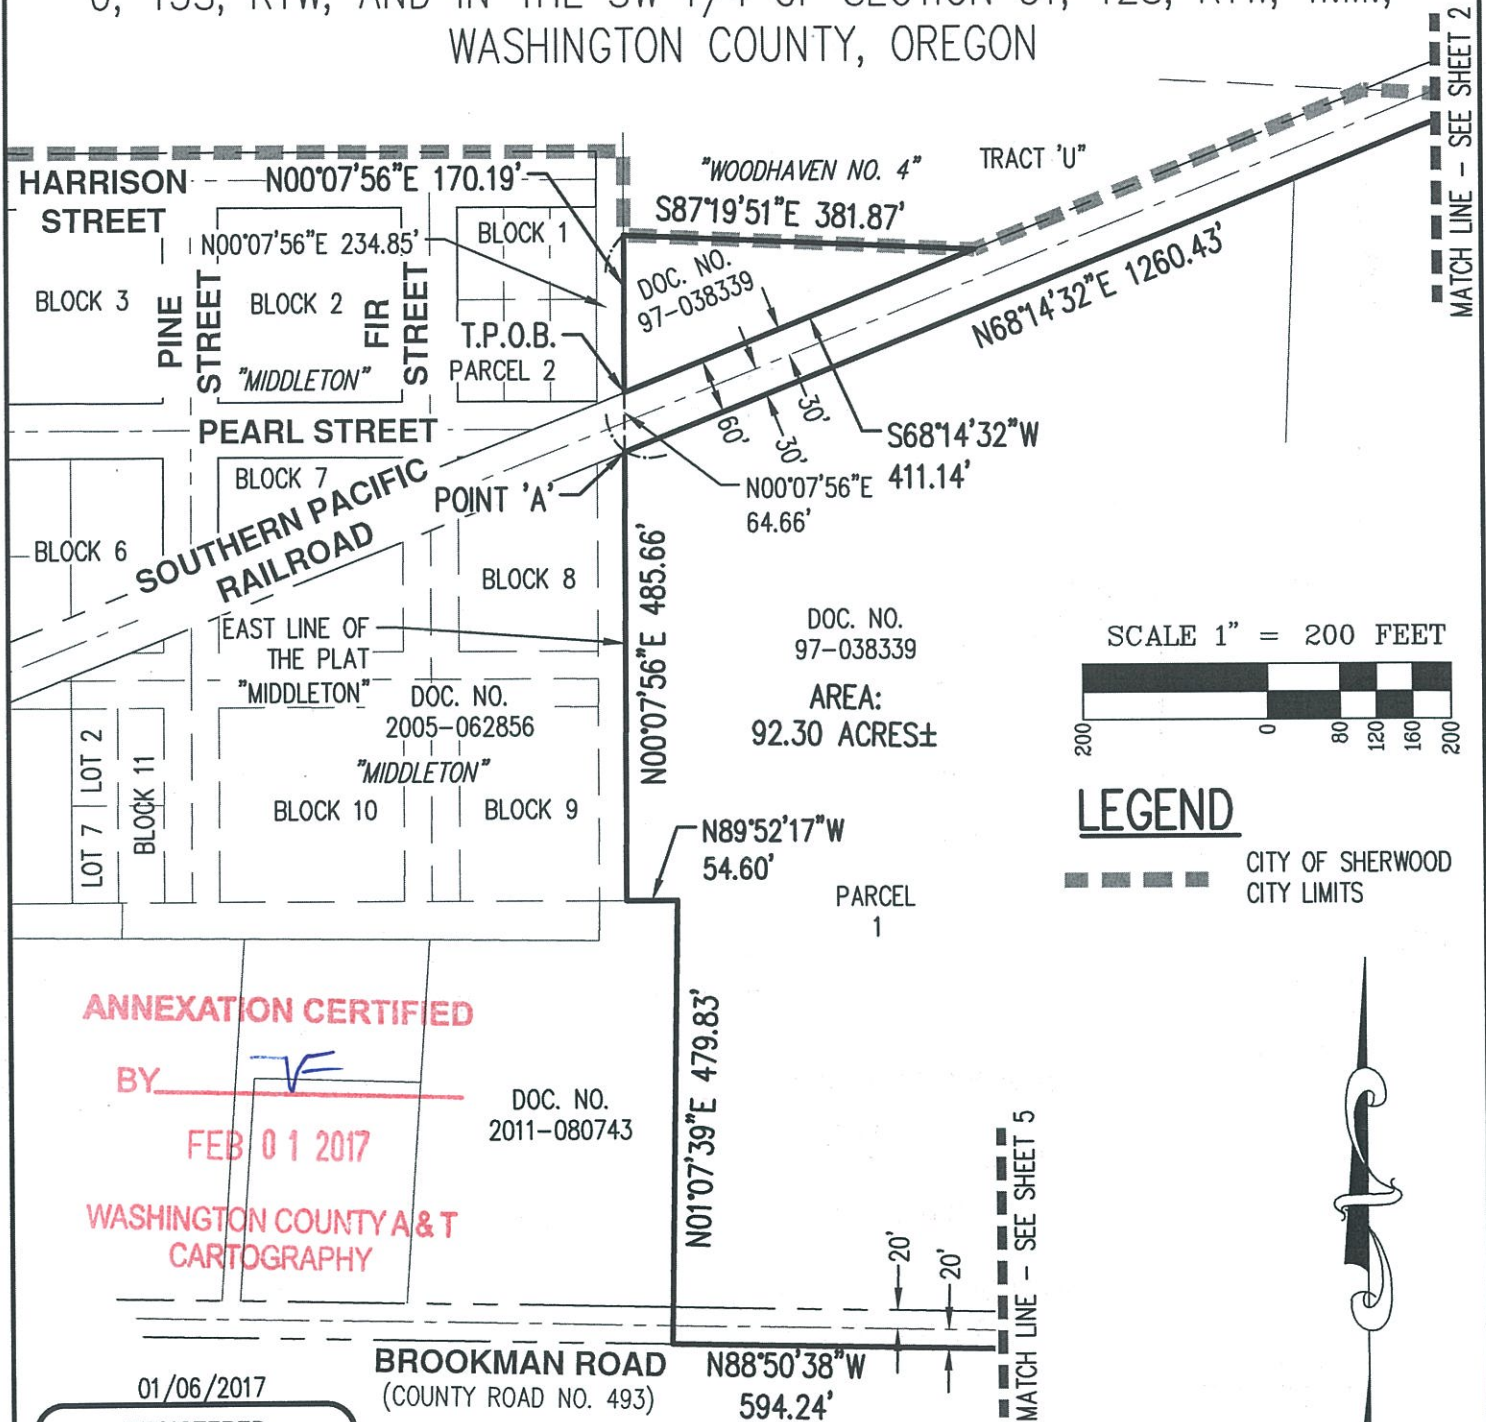 WASHINGTON COUNTY, OREGON
MATCH LINE - SEE SHEET 2
HARRISON
STREET
N00°07'56"E 170.19'
"WOODHAVEN NO. 4"
TRACT 'U'
S87°19'51"E 381.87'
N00°07'56"E 234.85'
BLOCK 1
BLOCK 3
PINE
STREET
BLOCK 2
FIR
STREET
DOC. NO.
97-038339
N68°14'32"E 1260.43'
T.P.O.B.
"MIDDLETON"
PARCEL 2
PEARL STREET
60'
30'
30'
S68°14'32"W
411.14'
BLOCK 7
POINT 'A'
N00°07'56"E
64.66'
SOUTHERN PACIFIC
RAILROAD
BLOCK 6
BLOCK 8
N00°07'56"E 485.66'
EAST LINE OF
THE PLAT
"MIDDLETON"
DOC. NO.
2005-062856
DOC. NO.
97-038339
AREA:
92.30 ACRES±
SCALE 1" = 200 FEET
200 0 80 120 160 200
LOT 2
LOT 7
BLOCK 11
"MIDDLETON"
BLOCK 10
BLOCK 9
N89°52'17"W
54.60'
PARCEL
1
LEGEND
CITY OF SHERWOOD
CITY LIMITS
ANNEXATION CERTIFIED
BY
FEB 01 2017
WASHINGTON COUNTY A & T
CARTOGRAPHY
DOC. NO.
2011-080743
N01°07'39"E 479.83'
20'
20'
MATCH LINE - SEE SHEET 5
BROOKMAN ROAD
(COUNTY ROAD NO. 493)
N88°50'38"W
594.24'
01/06/2017